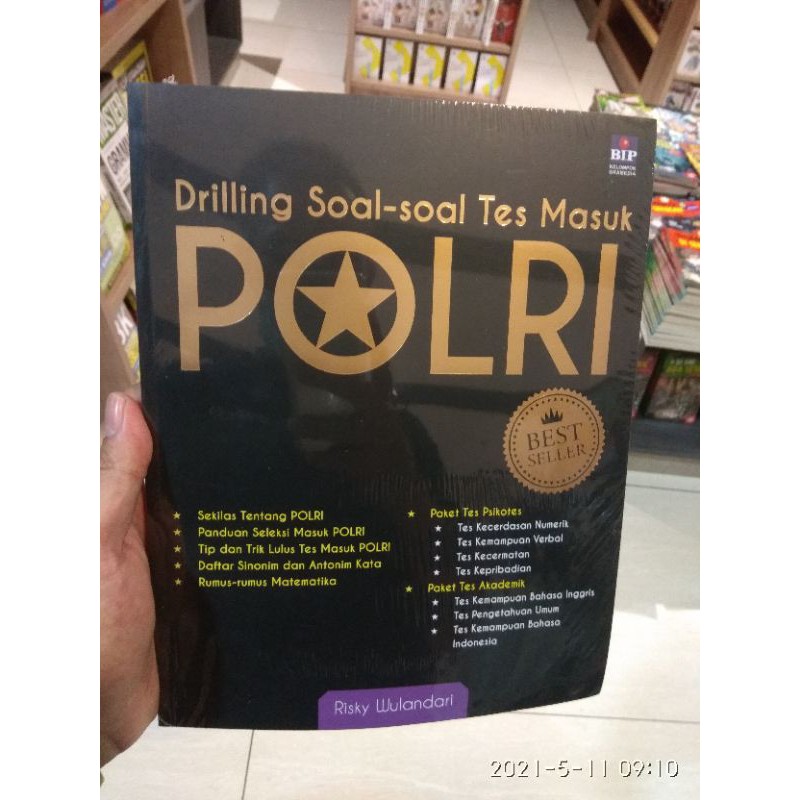 BIP
KELOMPOK
GRAMEDIA
Drilling Soal-soal Tes Masuk
POLRI
BEST
SELLER
Sekilas Tentang POLRI
Panduan Seleksi Masuk POLRI
Tip dan Trik Lulus Tes Masuk POLRI
Daftar Sinonim dan Antonim Kata
Rumus-rumus Matematika
Paket Tes Psikotes
Tes Kecerdasan Numerik
Tes Kemampuan Verbal
Tes Kecermatan
Tes Kepribadian
Paket Tes Akademik
Tes Kemampuan Bahasa Inggris
Tes Pengetahuan Umum
Tes Kemampuan Bahasa
Indonesia
Risky Wulandari
2021-5-11 09:10